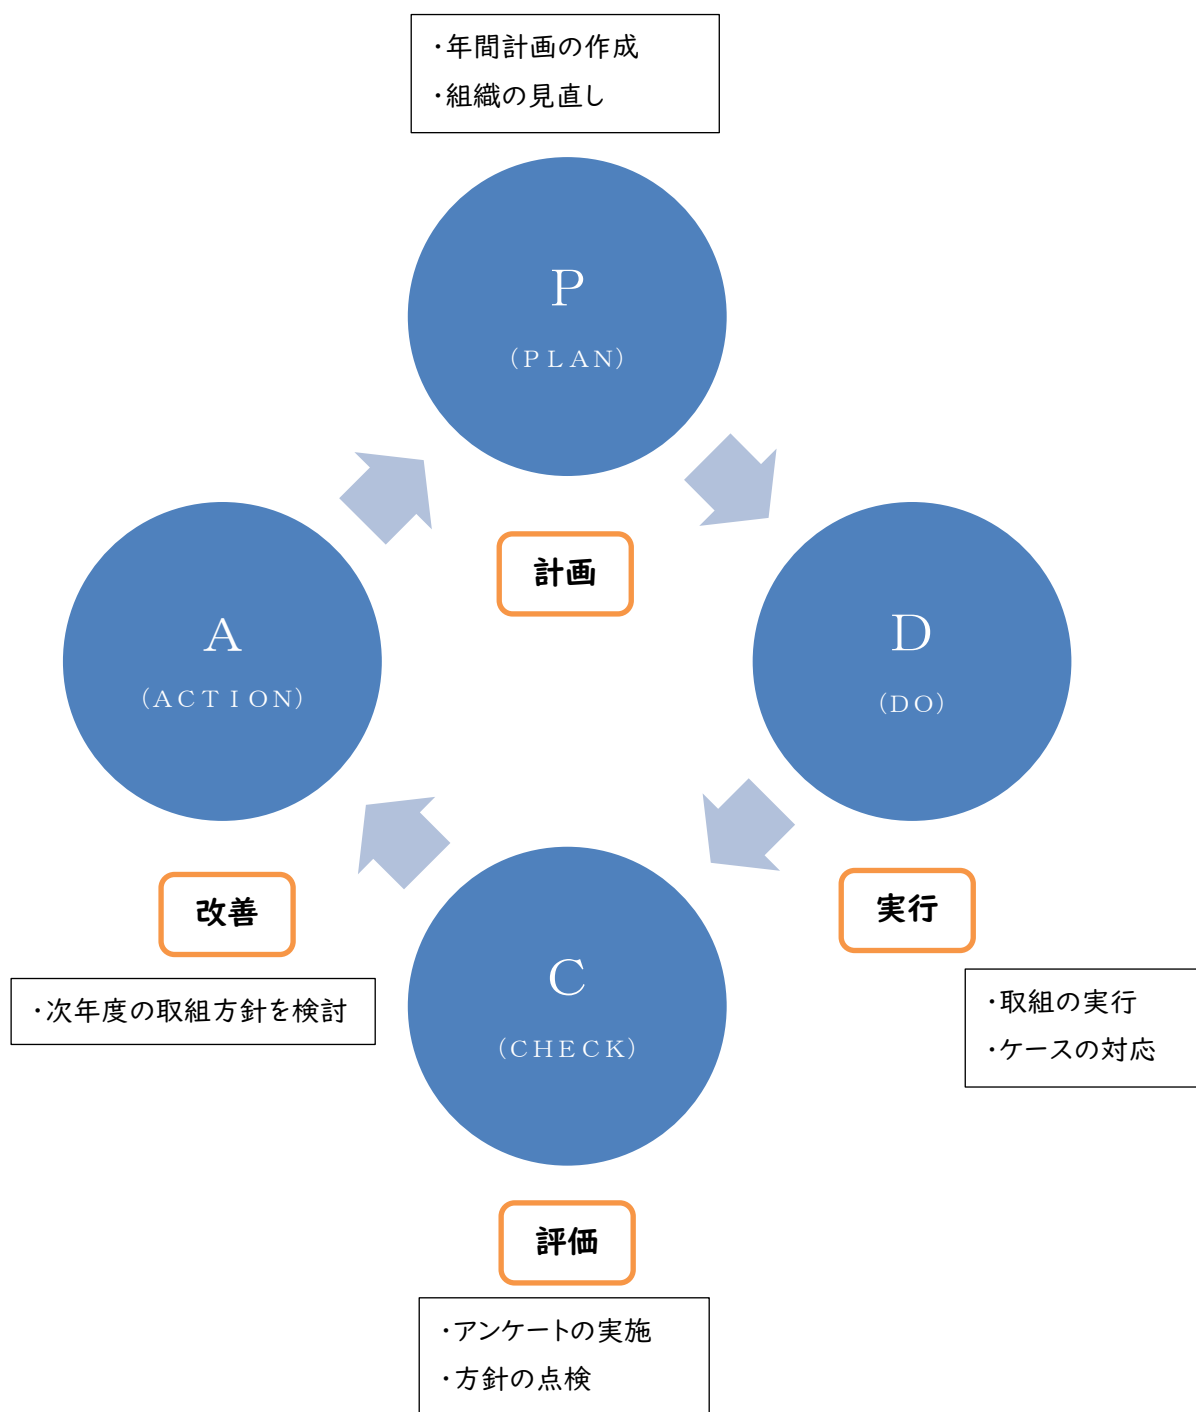 ・年間計画の作成
・組織の見直し
Ｐ
（ＰＬＡＮ）
計画
Ａ
（ＡＣＴＩＯＮ）
Ｄ
（ＤＯ）
改善
・次年度の取組方針を検討
実行
・取組の実行
・ケースの対応
Ｃ
（ＣＨＥＣＫ）
評価
・アンケートの実施
・方針の点検